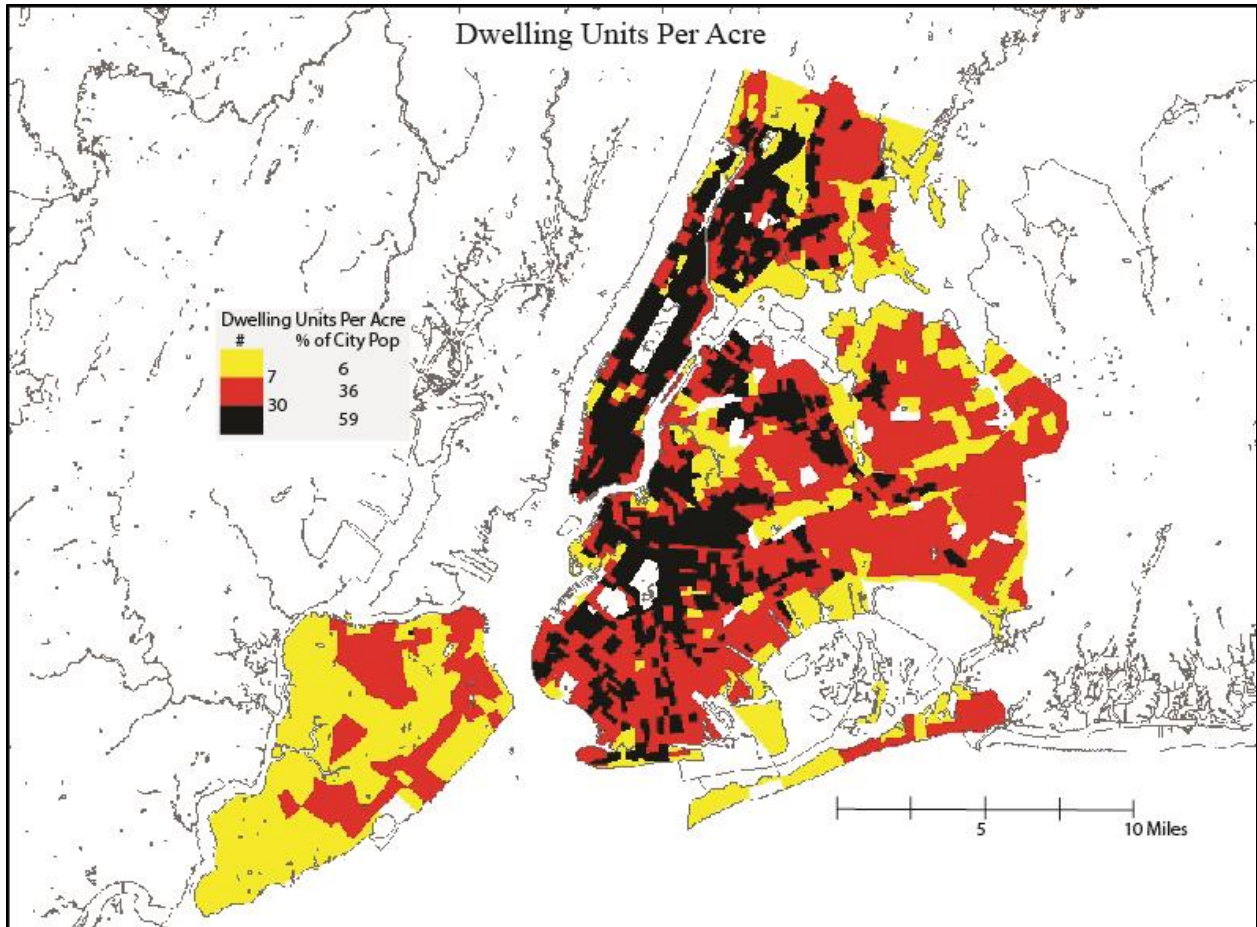 Dwelling Units Per Acre
Dwelling Units Per Acre
# % of City Pop
6
7
36
30
59
5 10 Miles